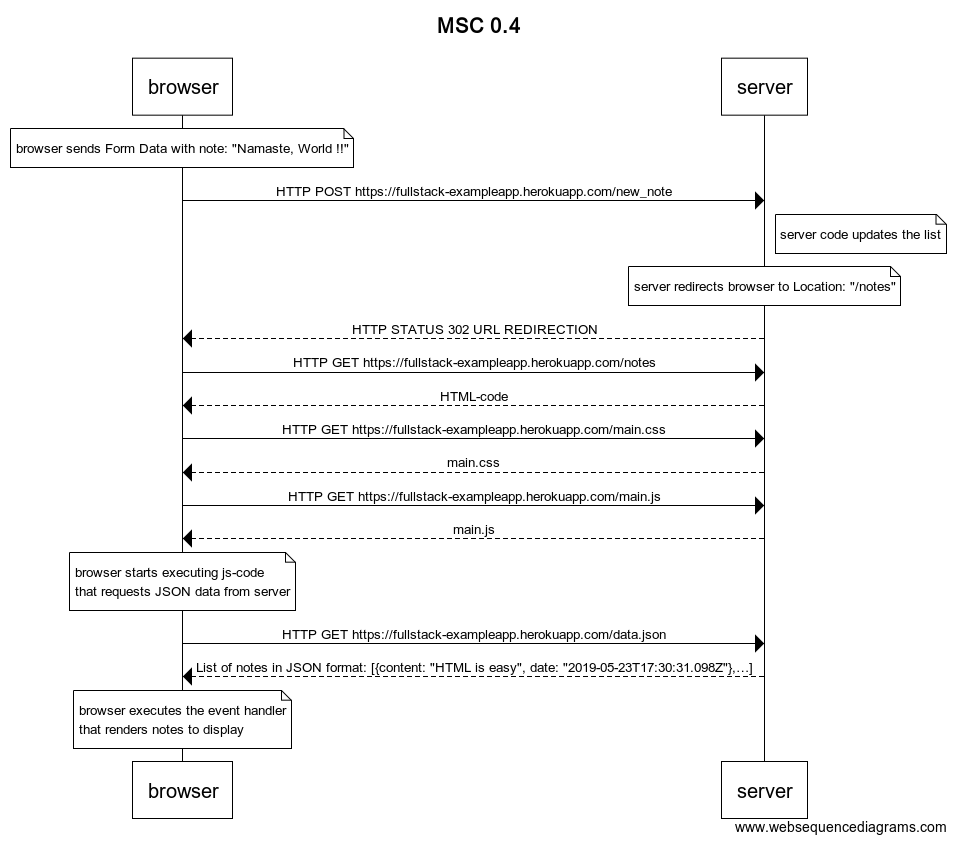 MSC 0.4
browser
server
browser sends Form Data with note: "Namaste, World !!"
HTTP POST https://fullstack-exampleapp.herokuapp.com/new_note
server code updates the list
server redirects browser to Location: "/notes"
HTTP STATUS 302 URL REDIRECTION
HTTP GET https://fullstack-exampleapp.herokuapp.com/notes
HTML-code
HTTP GET https://fullstack-exampleapp.herokuapp.com/main.css
main.css
HTTP GET https://fullstack-exampleapp.herokuapp.com/main.js
main.js
browser starts executing js-code
that requests JSON data from server
HTTP GET https://fullstack-exampleapp.herokuapp.com/data.json
List of notes in JSON format: [{content: "HTML is easy", date: "2019-05-23T17:30:31.098Z"},...]
browser executes the event handler
that renders notes to display
browser
server
www.websequencediagrams.com